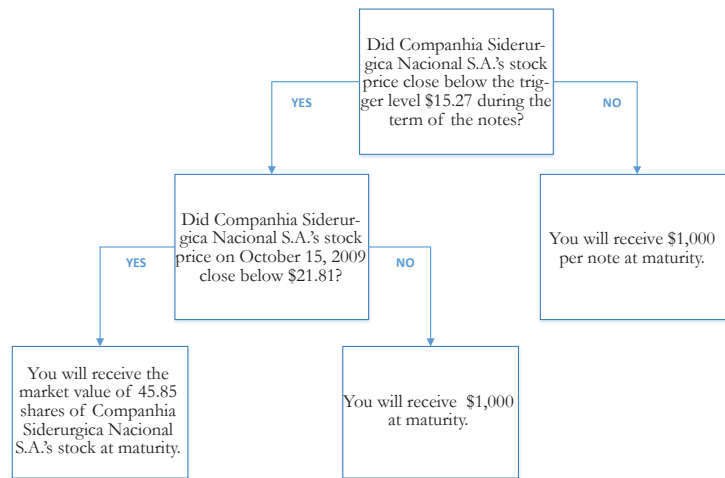 Did Companhia Siderur-
gica Nacional S.A.'s stock
price close below the trig-
ger level $15.27 during the
term of the notes?
YES
NO
Did Companhia Siderur-
gica Nacional S.A.'s stock
price on October 15, 2009
close below $21.81?
You will receive $1,000
per note at maturity.
YES
NO
You will receive the
market value of 45.85
shares of Companhia
Siderurgica Nacional
S.A.'s stock at maturity.
You will receive $1,000
at maturity.